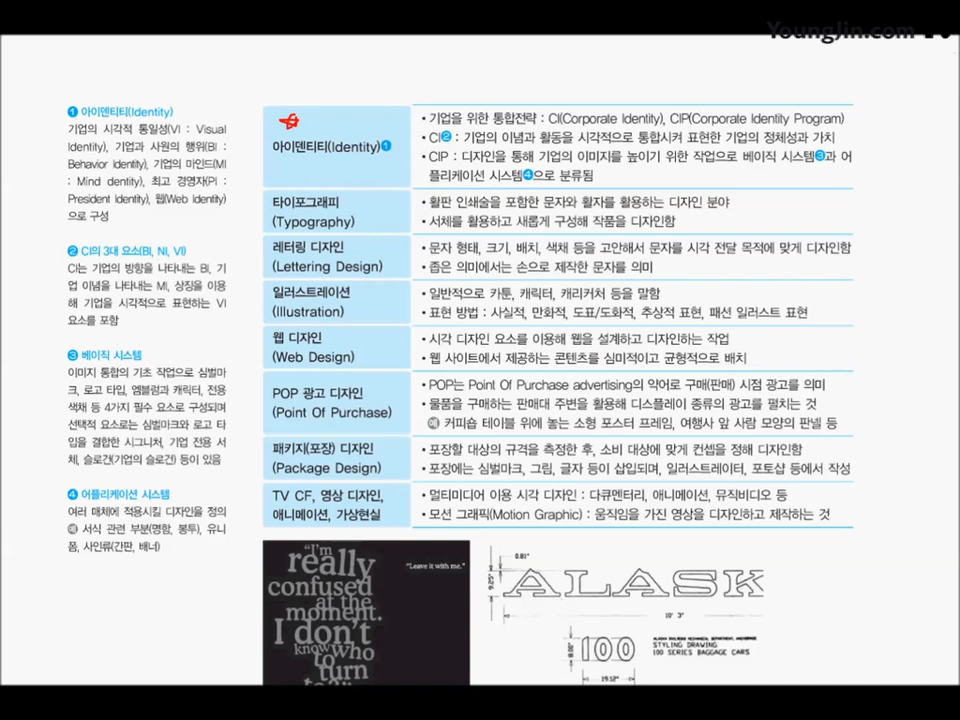 YoungJin.com
❶ 아이덴티티(Identity)
기업의 시각적 통일성(VI : Visual
Identity), 기업과 사원의 행위(BI :
Behavior Identity), 기업의 마인드(MI
: Mind dentity), 최고 경영자(PI :
President Identity), 웹(Web Identity)
으로 구성
❷ CI의 3대 요소(BI, NI, VI)
CI는 기업의 방향을 나타내는 BI, 기
업 이념을 나타내는 MI, 상징을 이용
해 기업을 시각적으로 표현하는 VI
요소를 포함
❸ 베이직 시스템
이미지 통합의 기초 작업으로 심벌마
크, 로고 타입, 엠블럼과 캐릭터, 전용
색채 등 4가지 필수 요소로 구성되며
선택적 요소로는 심벌마크와 로고 타
입을 결합한 시그니처, 기업 전용 서
체, 슬로건(기업의 슬로건) 등이 있음
❹ 어플리케이션 시스템
여러 매체에 적용시킬 디자인을 정의
예 서식 관련 부분(명함, 봉투), 유니
폼, 사인류(간판, 배너)
아이덴티티(Identity)❶
• 기업을 위한 통합전략 : CI(Corporate Identity), CIP(Corporate Identity Program)
• CI❷ : 기업의 이념과 활동을 시각적으로 통합시켜 표현한 기업의 정체성과 가치
• CIP : 디자인을 통해 기업의 이미지를 높이기 위한 작업으로 베이직 시스템❸과 어
플리케이션 시스템❹으로 분류됨
타이포그래피
(Typography)
• 활판 인쇄술을 포함한 문자와 활자를 활용하는 디자인 분야
• 서체를 활용하고 새롭게 구성해 작품을 디자인함
레터링 디자인
(Lettering Design)
• 문자 형태, 크기, 배치, 색채 등을 고안해서 문자를 시각 전달 목적에 맞게 디자인함
• 좁은 의미에서는 손으로 제작한 문자를 의미
일러스트레이션
(Illustration)
• 일반적으로 카툰, 캐릭터, 캐리커처 등을 말함
• 표현 방법 : 사실적, 만화적, 도표/도화적, 추상적 표현, 패션 일러스트 표현
웹 디자인
(Web Design)
• 시각 디자인 요소를 이용해 웹을 설계하고 디자인하는 작업
• 웹 사이트에서 제공하는 콘텐츠를 심미적이고 균형적으로 배치
POP 광고 디자인
(Point Of Purchase)
• POP는 Point Of Purchase advertising의 약어로 구매(판매) 시점 광고를 의미
• 물품을 구매하는 판매대 주변을 활용해 디스플레이 종류의 광고를 펼치는 것
예 커피숍 테이블 위에 놓는 소형 포스터 프레임, 여행사 앞 사람 모양의 판넬 등
패키지(포장) 디자인
(Package Design)
• 포장할 대상의 규격을 측정한 후, 소비 대상에 맞게 컨셉을 정해 디자인함
• 포장에는 심벌마크, 그림, 글자 등이 삽입되며, 일러스트레이터, 포토샵 등에서 작성
TV CF, 영상 디자인,
애니메이션, 가상현실
• 멀티미디어 이용 시각 디자인 : 다큐멘터리, 애니메이션, 뮤직비디오 등
• 모션 그래픽(Motion Graphic) : 움직임을 가진 영상을 디자인하고 제작하는 것
"I'm
really
confused
at the
moment.
I don't
know who
to
turn
"Leave it with me."
0.81"
9.25"
ALASK
10' 3"
8.00"
100
19.12"
STYLING DRAWING
100 SERIES BAGGAGE CARS